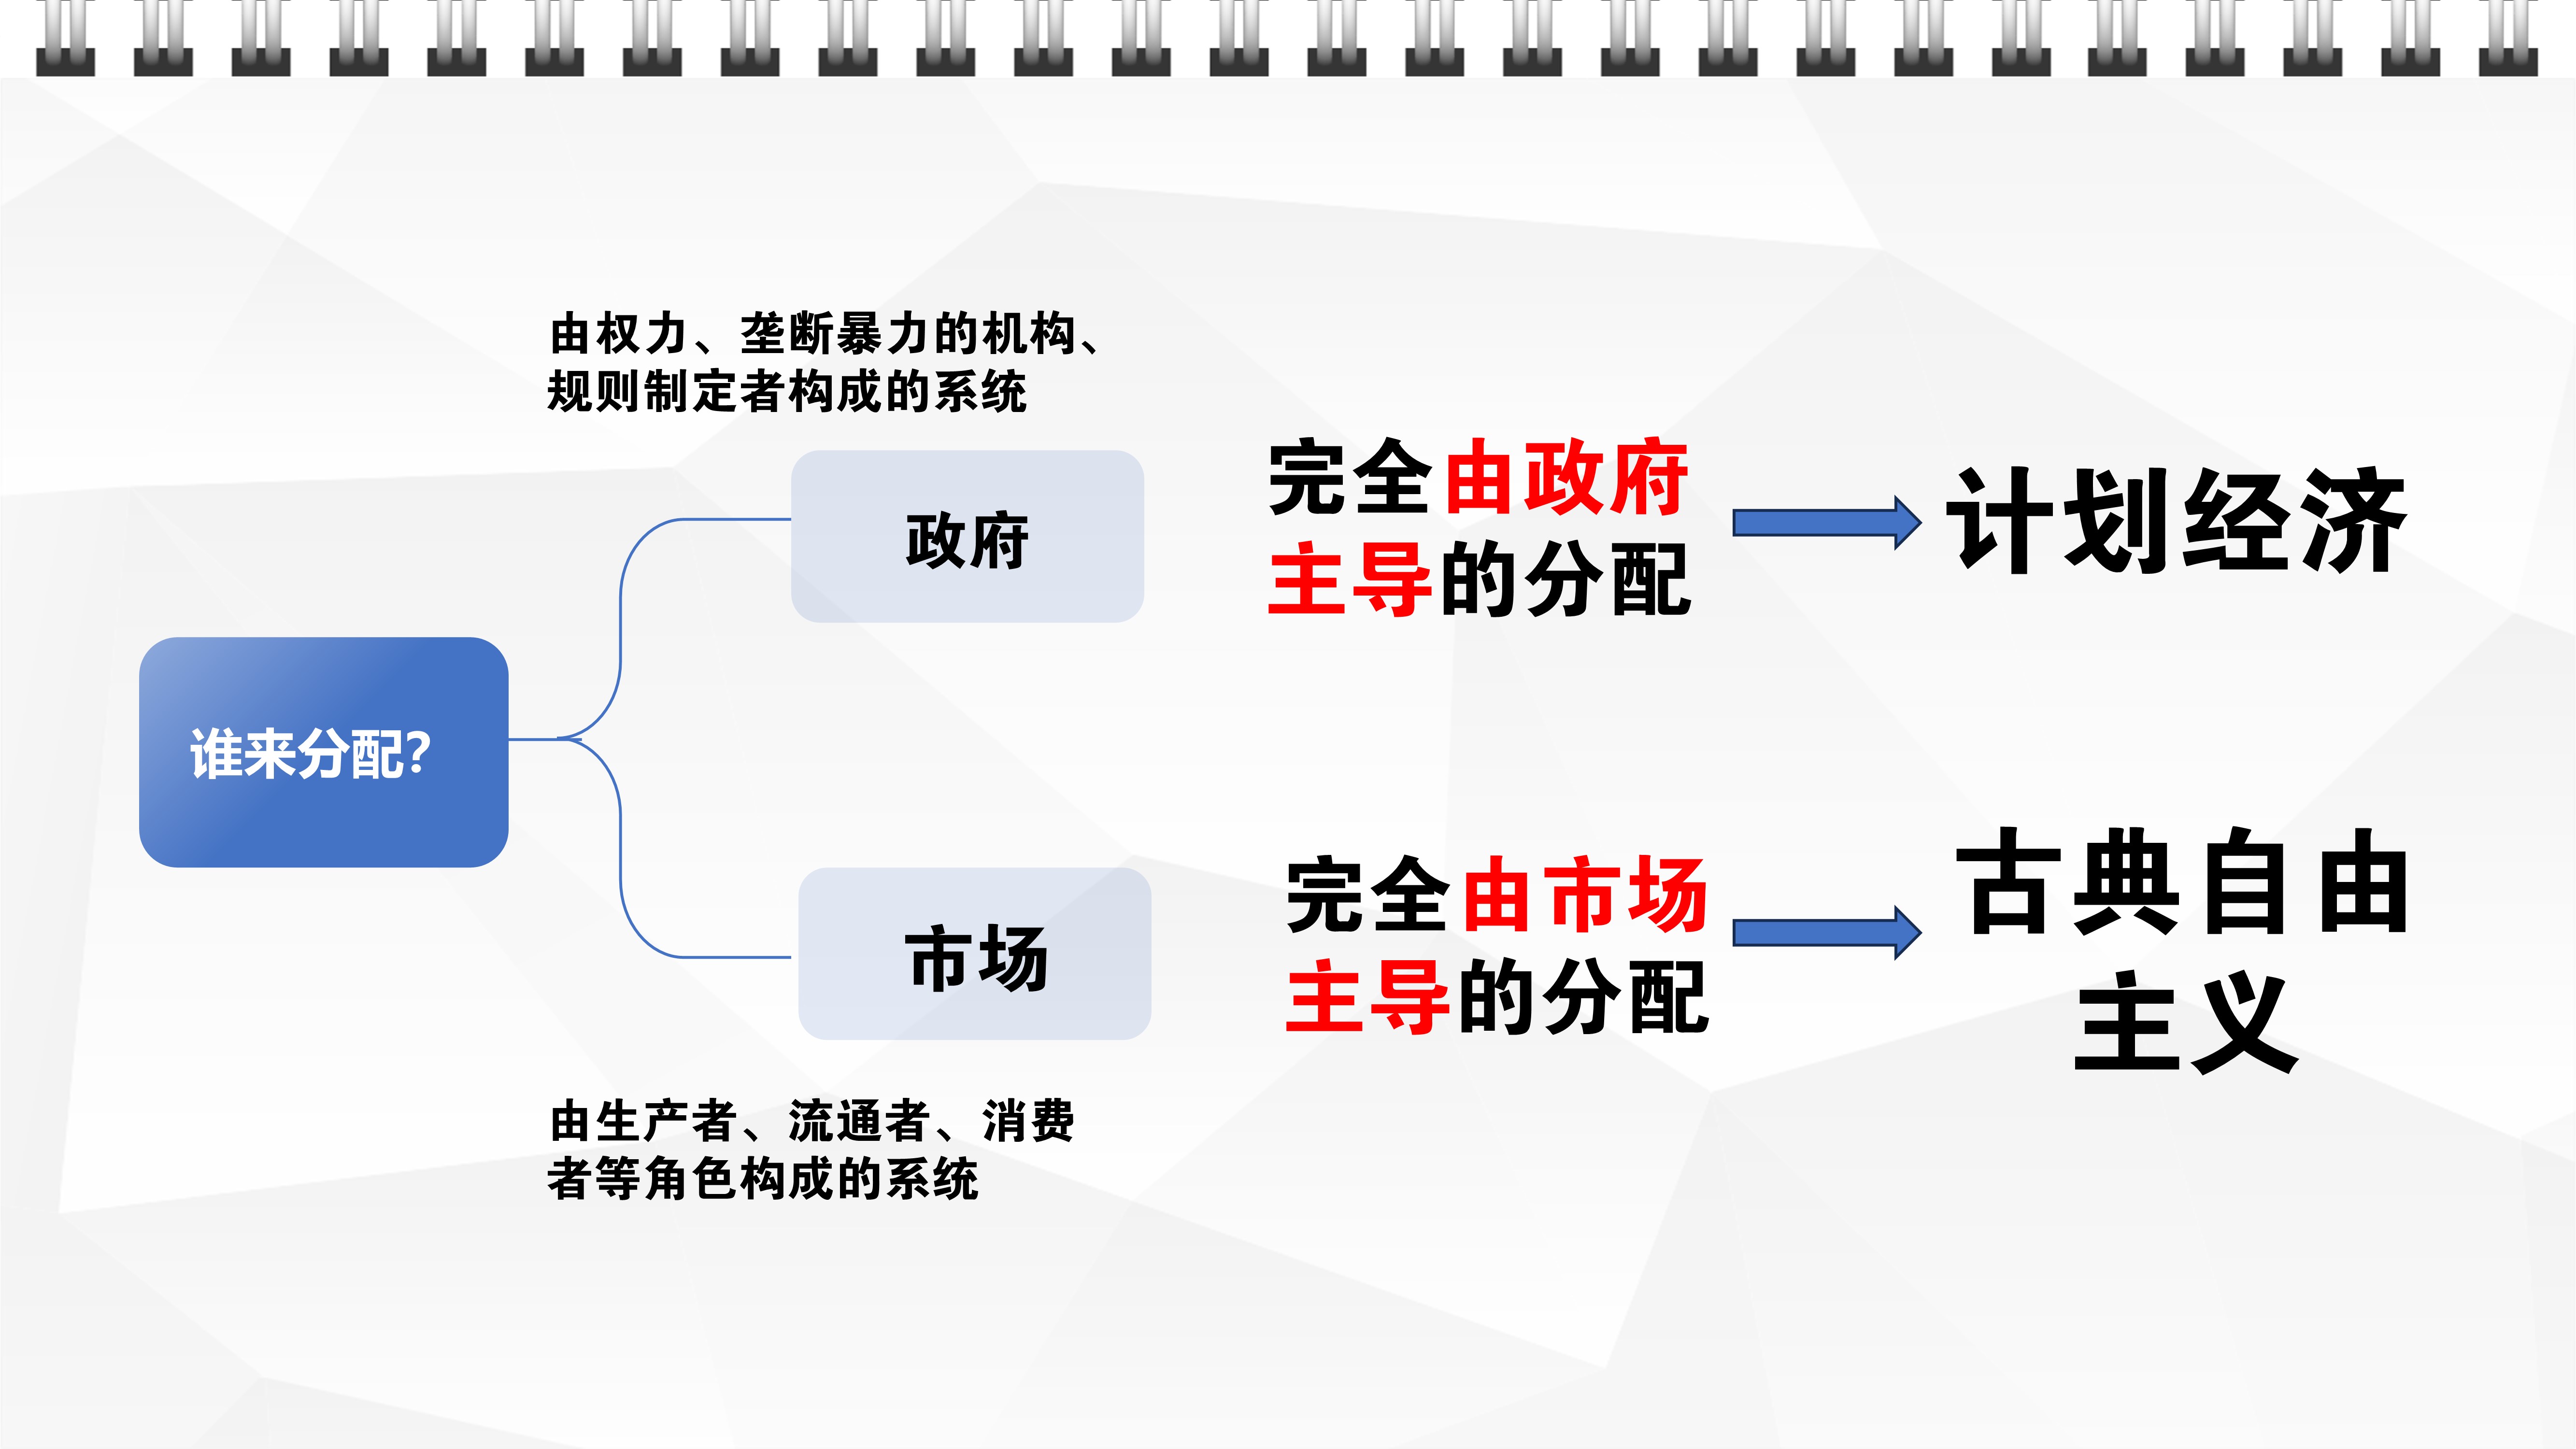 由权力、垄断暴力的机构、
规则制定者构成的系统
政府
完全由政府
主导的分配
计划经济
谁来分配？
市场
完全由市场
主导的分配
古典自由
主义
由生产者、流通者、消费
者等角色构成的系统